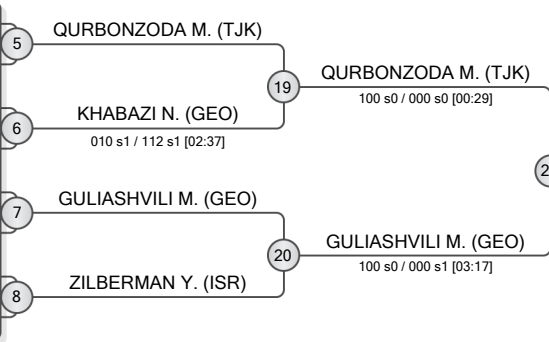 QURBONZODA M. (TJK)
5
19
QURBONZODA M. (TJK)
100 s0 / 000 s0 [00:29]
KHABAZI N. (GEO)
6
010 s1 / 112 s1 [02:37]
2
GULIASHVILI M. (GEO)
7
20
GULIASHVILI M. (GEO)
100 s0 / 000 s1 [03:17]
ZILBERMAN Y. (ISR)
8